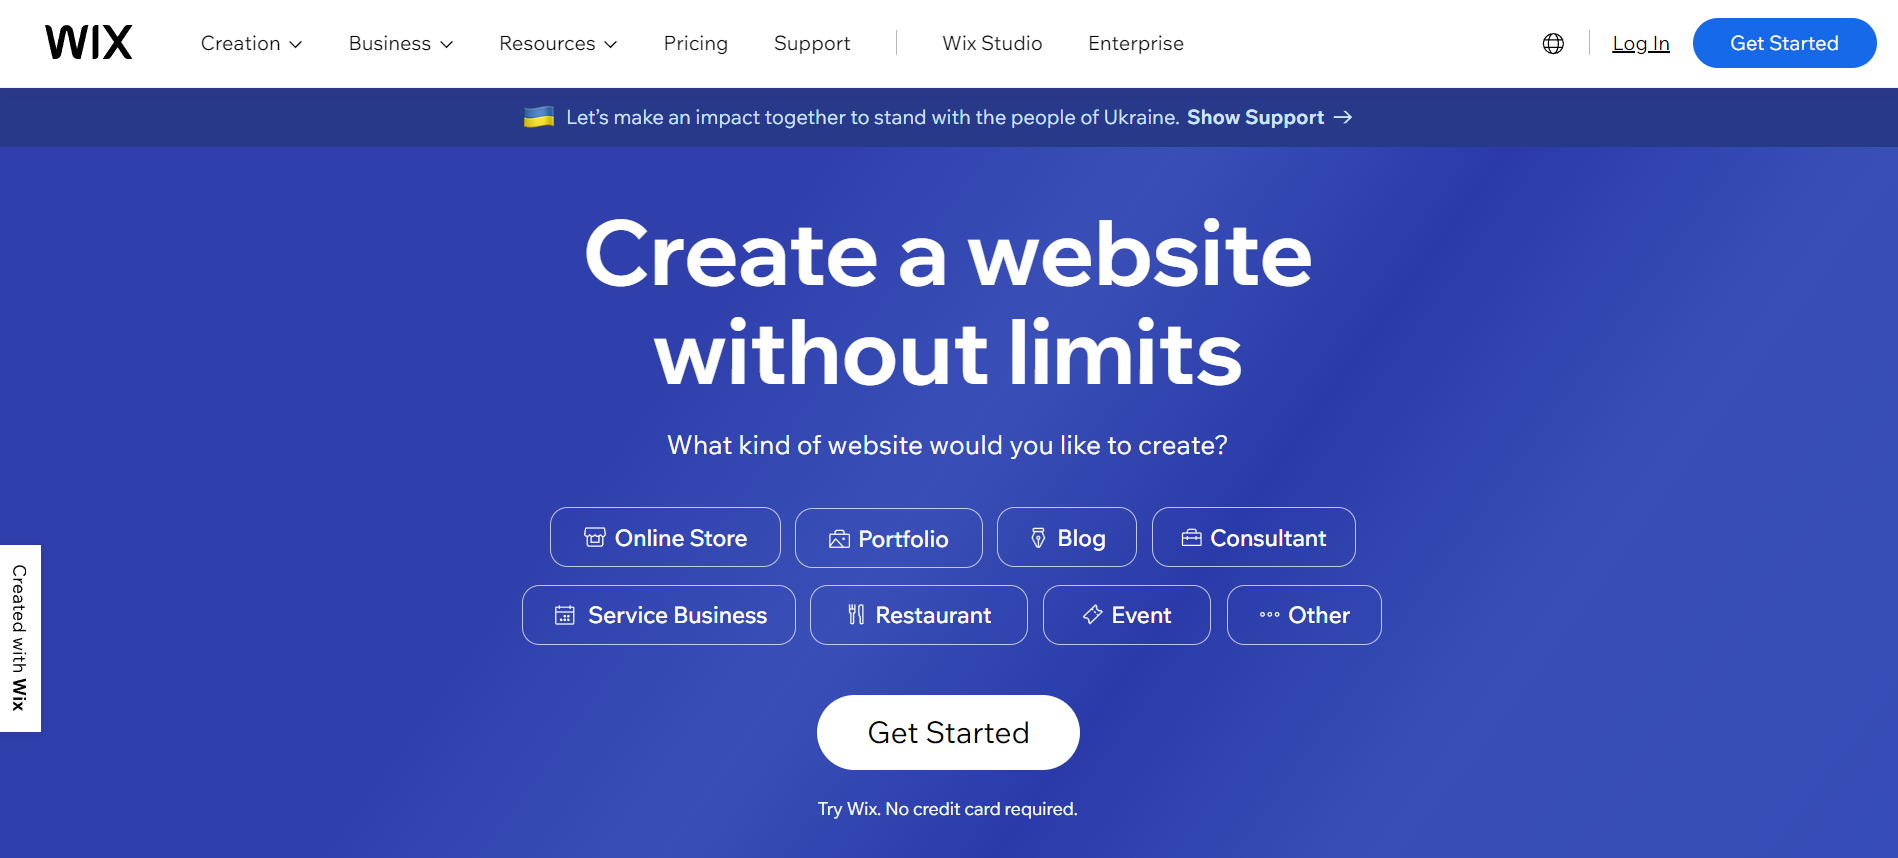 WIX Creation Business Resources Pricing Support Wix Studio Enterprise Log In Get Started
Let’s make an impact together to stand with the people of Ukraine. Show Support →
Create a website
without limits
What kind of website would you like to create?
Online Store Portfolio Blog Consultant
Service Business Restaurant Event Other
Created with Wix
Get Started
Try Wix. No credit card required.